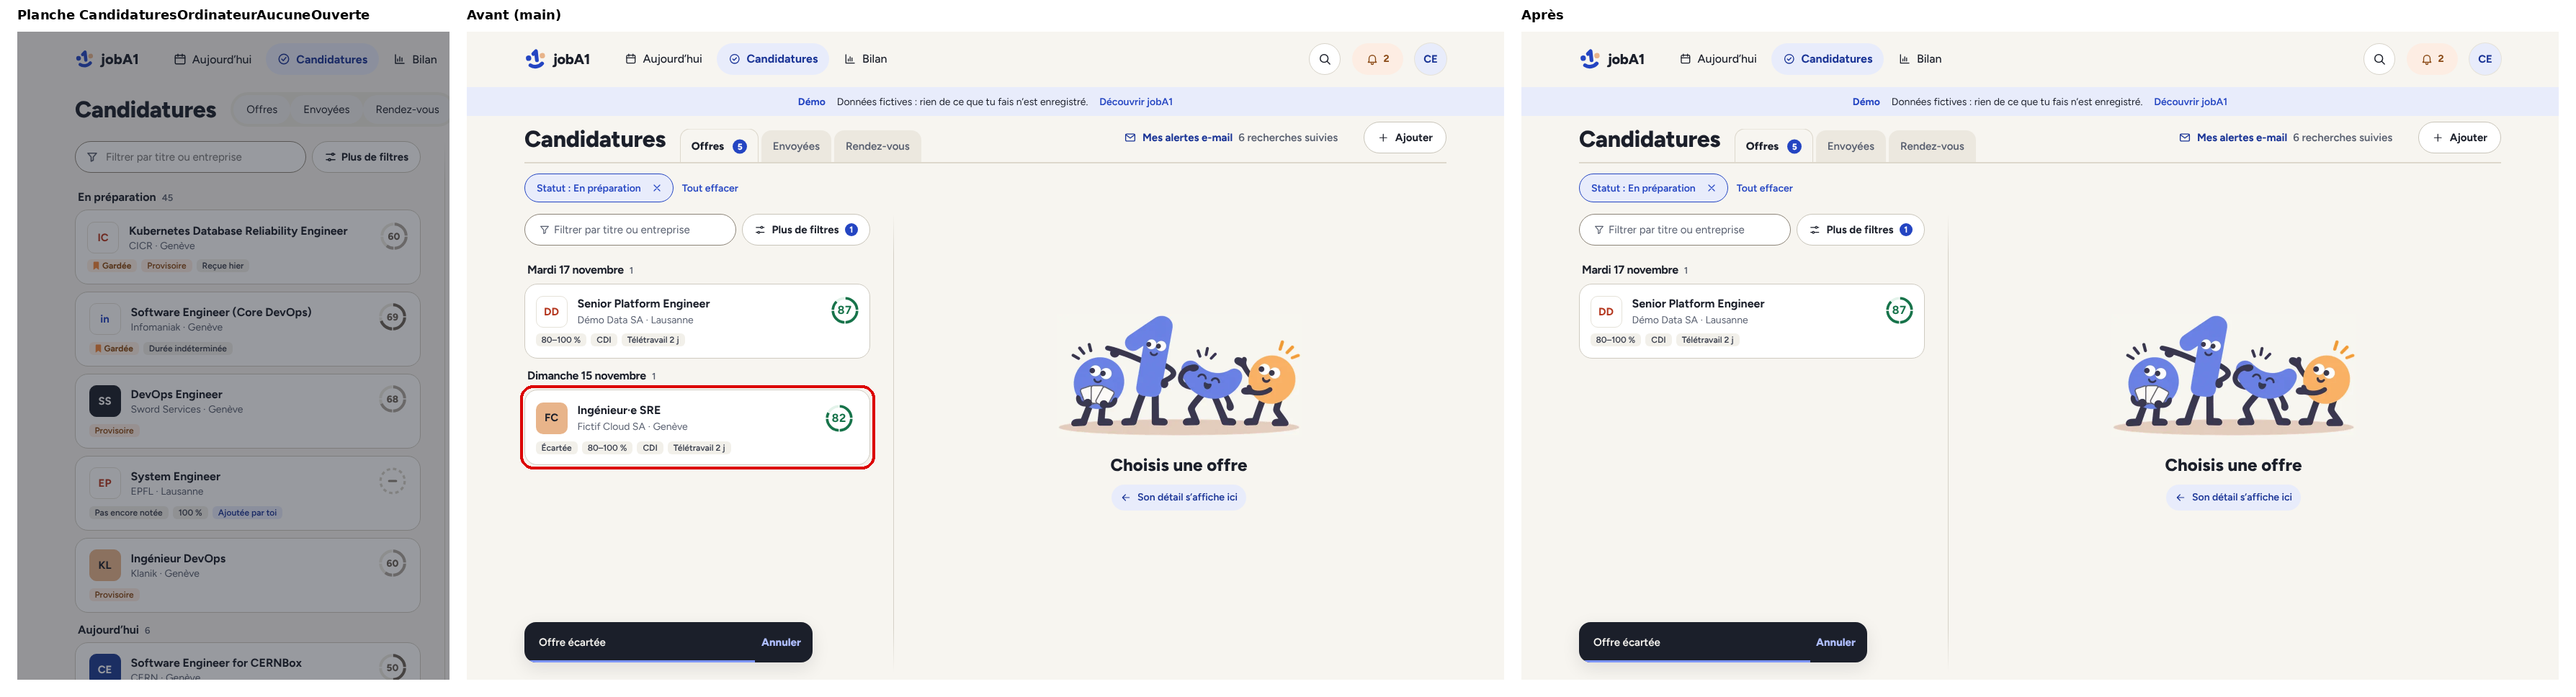 Planche CandidaturesOrdinateurAucuneOuverte
jobA1
Aujourd'hui
Candidatures
Bilan
Candidatures
Offres
Envoyées
Rendez-vous
Filtrer par titre ou entreprise
Plus de filtres
En préparation 45
IC
Kubernetes Database Reliability Engineer
60
CICR · Genève
Gardée
Provisoire
Reçue hier
in
Software Engineer (Core DevOps)
69
Infomaniak · Genève
Gardée
Durée indéterminée
SS
DevOps Engineer
68
Sword Services · Genève
Provisoire
EP
System Engineer
EPFL · Lausanne
Pas encore notée
100 %
Ajoutée par toi
KL
Ingénieur DevOps
60
Klanik · Genève
Provisoire
Aujourd'hui 6
CE
Software Engineer for CERNBox
50
CERN · Genève
Avant (main)
jobA1
Aujourd'hui
Candidatures
Bilan
2
CE
Démo Données fictives : rien de ce que tu fais n'est enregistré. Découvrir jobA1
Candidatures
Offres 5
Envoyées
Rendez-vous
Mes alertes e-mail 6 recherches suivies
+ Ajouter
Statut : En préparation ×
Tout effacer
Filtrer par titre ou entreprise
Plus de filtres 1
Mardi 17 novembre 1
DD
Senior Platform Engineer
87
Démo Data SA · Lausanne
80–100 %
CDI
Télétravail 2 j
Dimanche 15 novembre 1
FC
Ingénieur·e SRE
82
Fictif Cloud SA · Genève
Écartée
80–100 %
CDI
Télétravail 2 j
Choisis une offre
← Son détail s'affiche ici
Offre écartée
Annuler
Après
jobA1
Aujourd'hui
Candidatures
Bilan
2
CE
Démo Données fictives : rien de ce que tu fais n'est enregistré. Découvrir jobA1
Candidatures
Offres 5
Envoyées
Rendez-vous
Mes alertes e-mail 6 recherches suivies
+ Ajouter
Statut : En préparation ×
Tout effacer
Filtrer par titre ou entreprise
Plus de filtres 1
Mardi 17 novembre 1
DD
Senior Platform Engineer
87
Démo Data SA · Lausanne
80–100 %
CDI
Télétravail 2 j
Choisis une offre
← Son détail s'affiche ici
Offre écartée
Annuler